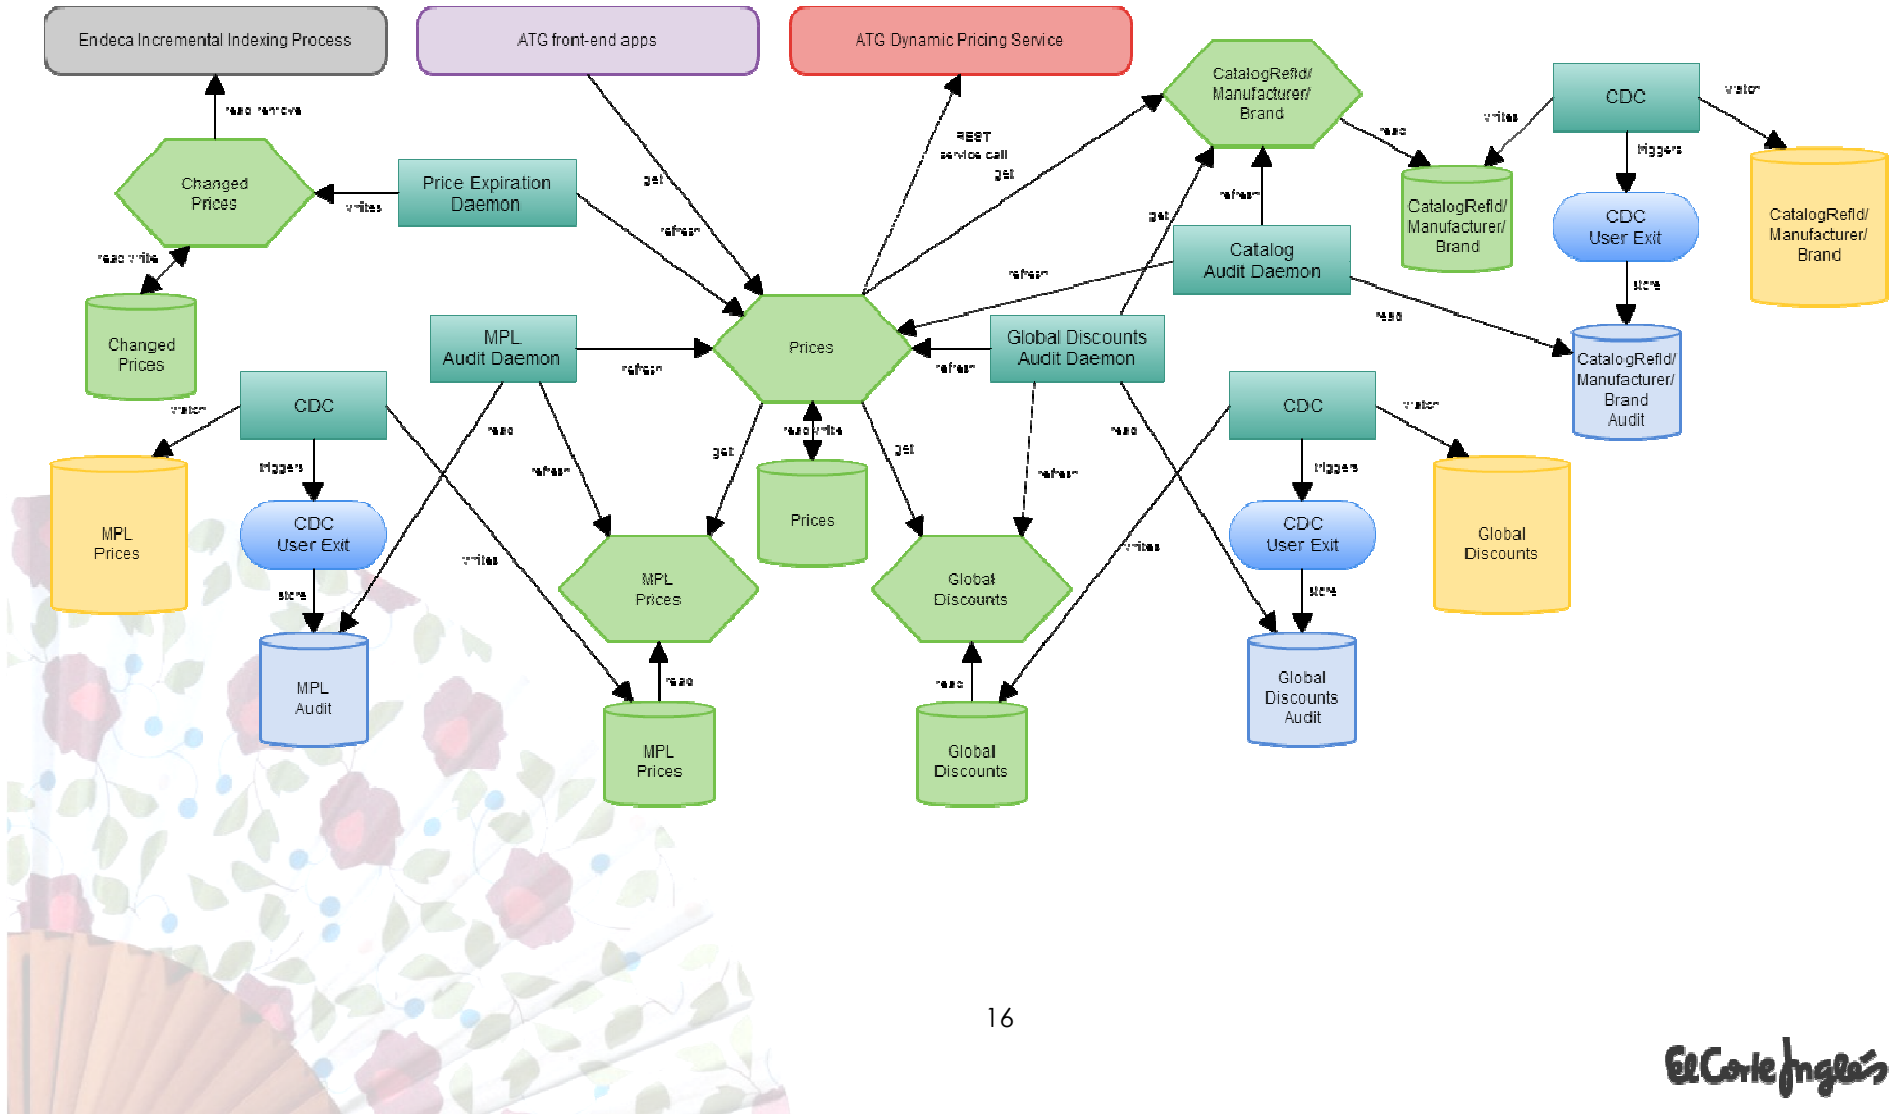 Endeca Incremental Indexing Process
ATG front-end apps
ATG Dynamic Pricing Service
CatalogRefId/
Manufacturer/
Brand
CDC
watch
read remove
REST
service call
writes
read
triggers
Changed
Prices
Price Expiration
Daemon
writes
get
get
refresh
get
CatalogRefId/
Manufacturer/
Brand
CDC
User Exit
CatalogRefId/
Manufacturer/
Brand
refresh
read write
Catalog
Audit Daemon
refresh
store
read
Changed
Prices
MPL
Audit Daemon
refresh
Prices
refresh
Global Discounts
Audit Daemon
CatalogRefId/
Manufacturer/
Brand
Audit
watch
CDC
read
get
read write
get
read
CDC
watch
triggers
refresh
refresh
triggers
MPL
Prices
CDC
User Exit
writes
Prices
writes
CDC
User Exit
Global
Discounts
store
MPL
Prices
Global
Discounts
store
MPL
Audit
read
read
Global
Discounts
Audit
MPL
Prices
Global
Discounts
16
El Corte Inglés